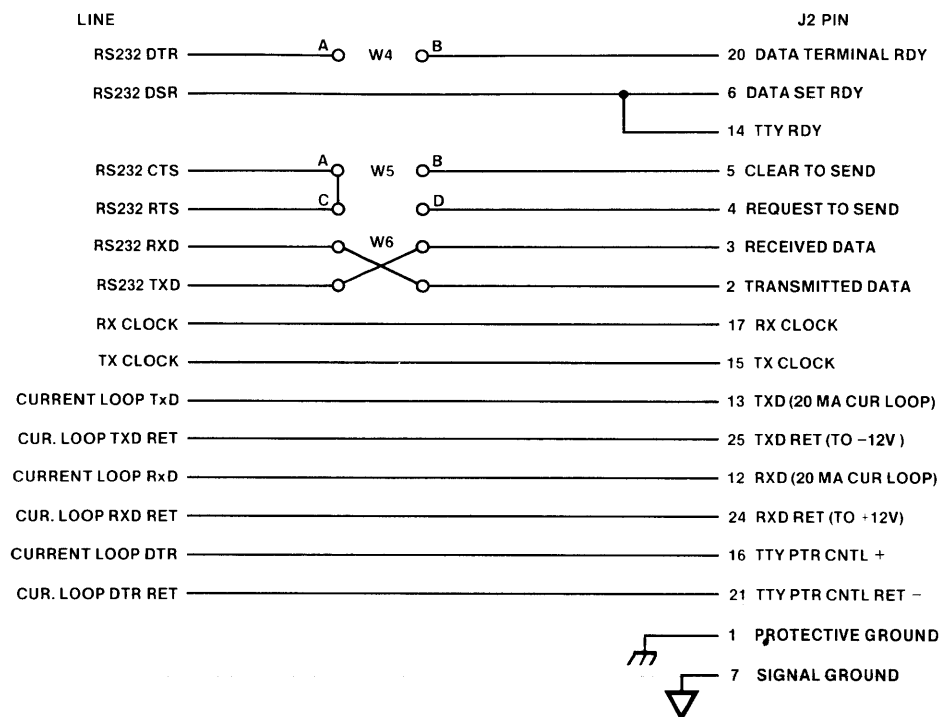 LINE J2 PIN
RS232 DTR A W4 B 20 DATA TERMINAL RDY
RS232 DSR 6 DATA SET RDY
14 TTY RDY
RS232 CTS A W5 B 5 CLEAR TO SEND
RS232 RTS C D 4 REQUEST TO SEND
RS232 RXD W6 3 RECEIVED DATA
RS232 TXD 2 TRANSMITTED DATA
RX CLOCK 17 RX CLOCK
TX CLOCK 15 TX CLOCK
CURRENT LOOP TxD 13 TXD (20 MA CUR LOOP)
CUR. LOOP TXD RET 25 TXD RET (TO −12V )
CURRENT LOOP RxD 12 RXD (20 MA CUR LOOP)
CUR. LOOP RXD RET 24 RXD RET (TO +12V)
CURRENT LOOP DTR 16 TTY PTR CNTL +
CUR. LOOP DTR RET 21 TTY PTR CNTL RET −
1 PROTECTIVE GROUND
7 SIGNAL GROUND